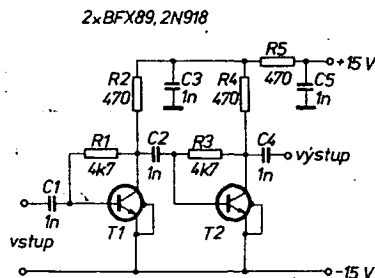 2xBFX89, 2N918
R5
470
+15 V
R2
470
C3
1n
R4
470
C5
1n
R1
4k7
C2
1n
R3
4k7
C4
1n
výstup
C1
1n
vstup
T1
T2
-15 V